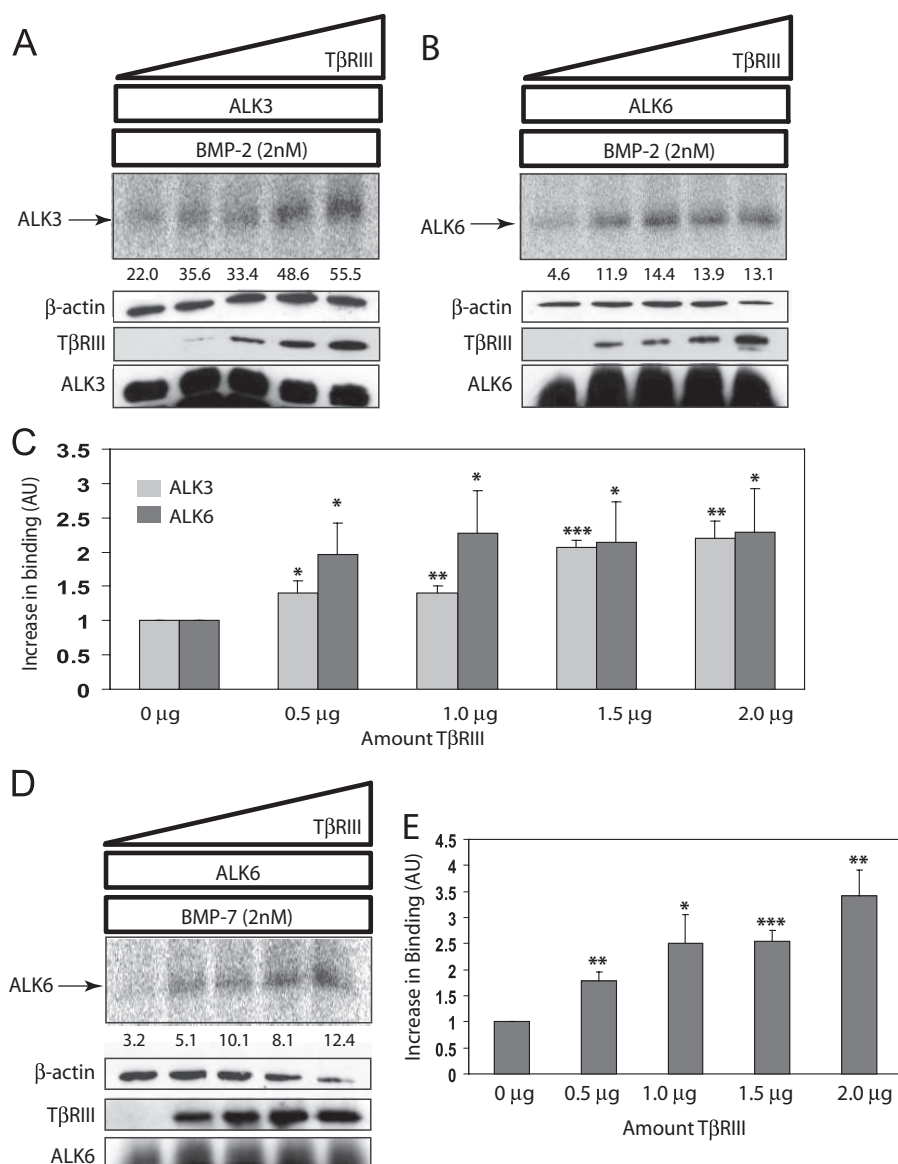 A
TβRIII
ALK3
BMP-2 (2nM)
ALK3
22.0 35.6 33.4 48.6 55.5
β-actin
TβRIII
ALK3
B
TβRIII
ALK6
BMP-2 (2nM)
ALK6
4.6 11.9 14.4 13.9 13.1
β-actin
TβRIII
ALK6
C
Increase in binding (AU)
3.5
3
2.5
2
1.5
1
0.5
0
ALK3
ALK6
* * ** * *** * ** *
0 μg 0.5 μg 1.0 μg 1.5 μg 2.0 μg
Amount TβRIII
D
TβRIII
ALK6
BMP-7 (2nM)
ALK6
3.2 5.1 10.1 8.1 12.4
β-actin
TβRIII
ALK6
E
Increase in Binding (AU)
4.5
4
3.5
3
2.5
2
1.5
1
0.5
0
** * *** **
0 μg 0.5 μg 1.0 μg 1.5 μg 2.0 μg
Amount TβRIII